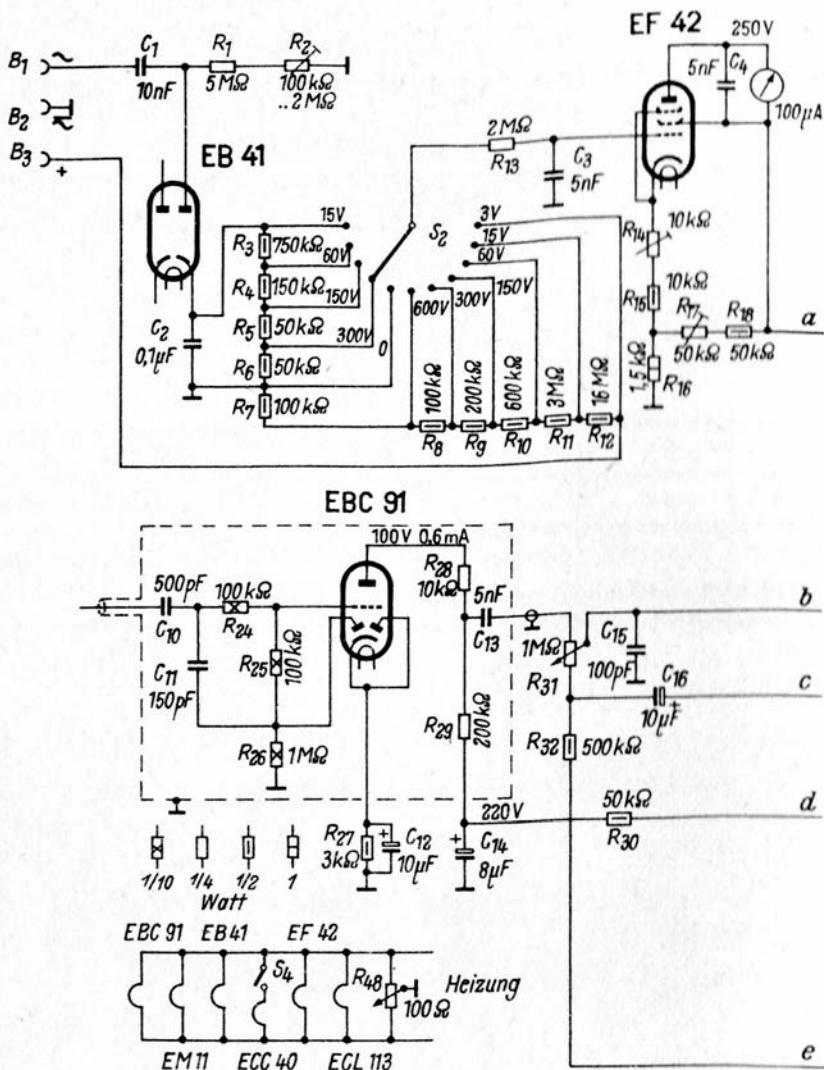 EF 42
250V
B1
~
C1
10nF
R1
5MΩ
R2
100kΩ
..2MΩ
C4
5nF
100µA
B2
~
B3
+
EB 41
2MΩ
R13
C3
5nF
15V
S2
3V
15V
60V
150V
300V
600V
0
60V
150V
300V
R3
750kΩ
R4
150kΩ
R5
50kΩ
R6
50kΩ
R7
100kΩ
C2
0,1µF
R14
10kΩ
R15
10kΩ
R17
50kΩ
R18
50kΩ
a
1,5kΩ
R16
100kΩ
R8
200kΩ
R9
600kΩ
R10
3MΩ
R11
16MΩ
R12
EBC 91
100V 0,6mA
R28
10kΩ
5nF
C13
500pF
C10
100kΩ
R24
C11
150pF
R25
100kΩ
R26
1MΩ
R29
200kΩ
1MΩ
R31
C15
100pF
b
C16
10µF
+
c
R32
500kΩ
220V
50kΩ
R30
d
R27
3kΩ
+
C12
10µF
+
C14
8µF
1/10
1/4
1/2
1
Watt
EBC 91
EB 41
EF 42
S4
R48
100Ω
Heizung
EM 11
ECC 40
ECL 113
e